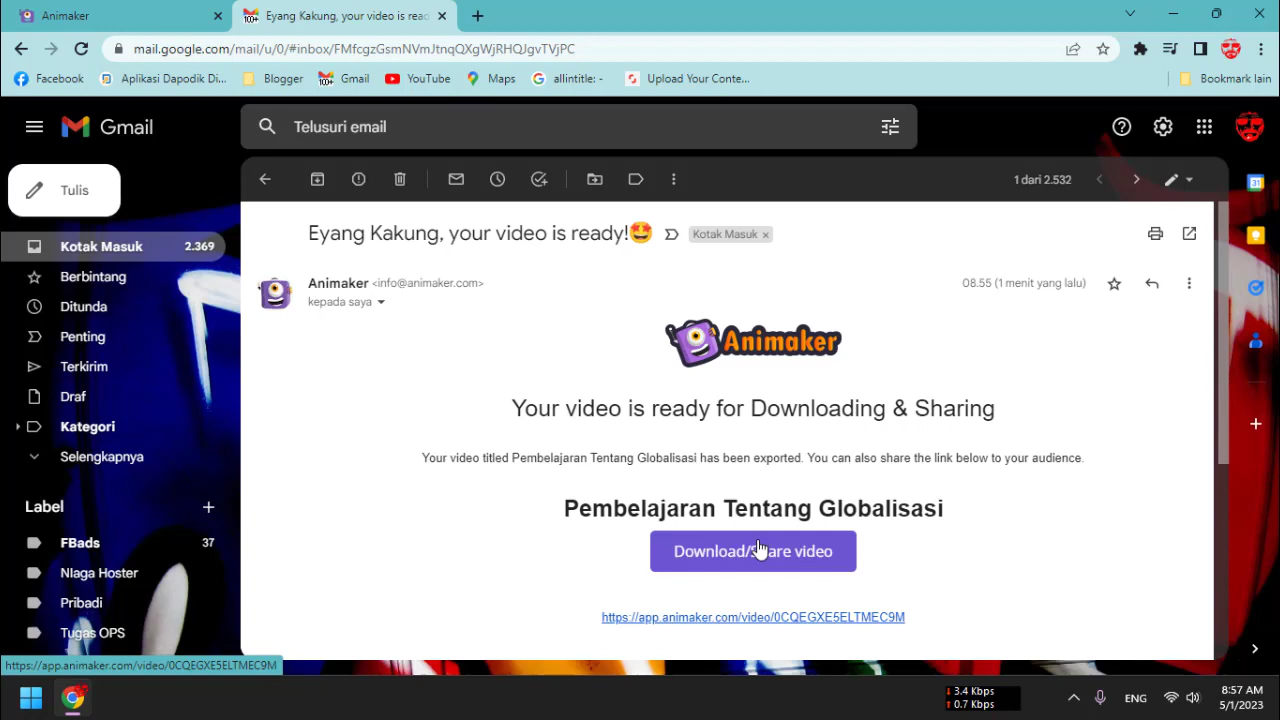 Animaker
Eyang Kakung, your video is read
mail.google.com/mail/u/0/#inbox/FMfcgzGsmNVmJtnqQXgWjRHQJgvTVjPC
Facebook
Aplikasi Dapodik Di...
Blogger
Gmail
YouTube
Maps
allintitle: -
Upload Your Conte...
Bookmark lain
Gmail
Telusuri email
Tulis
1 dari 2.532
Kotak Masuk 2.369
Berbintang
Ditunda
Penting
Terkirim
Draf
Kategori
Selengkapnya
Label
FBads 37
Niaga Hoster
Pribadi
Tugas OPS
Eyang Kakung, your video is ready!🤩
Kotak Masuk ×
Animaker <info@animaker.com>
08.55 (1 menit yang lalu)
kepada saya
Animaker
Your video is ready for Downloading & Sharing
Your video titled Pembelajaran Tentang Globalisasi has been exported. You can also share the link below to your audience.
Pembelajaran Tentang Globalisasi
Download/Share video
https://app.animaker.com/video/0CQEGXE5ELTMEC9M
https://app.animaker.com/video/0CQEGXE5ELTMEC9M
3.4 Kbps
0.7 Kbps
ENG
8:57 AM
5/1/2023